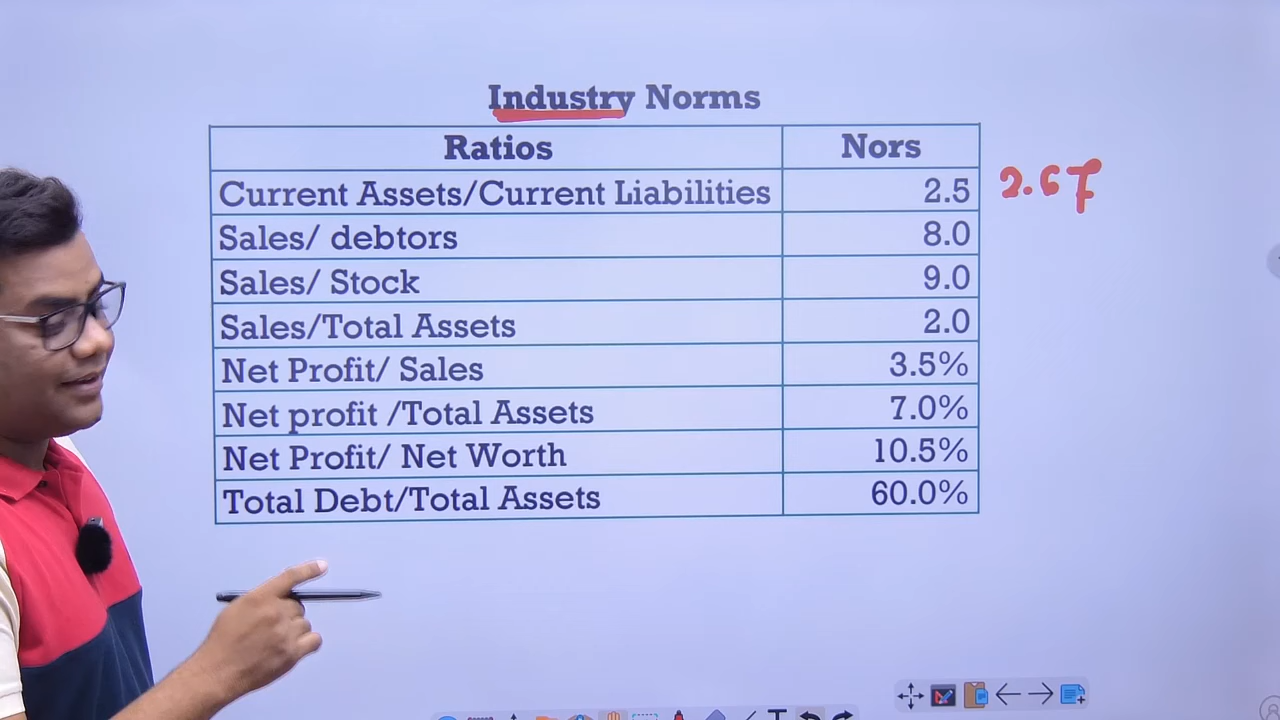 Industry Norms
Ratios Nors
Current Assets/Current Liabilities 2.5 2.67
Sales/ debtors 8.0
Sales/ Stock 9.0
Sales/Total Assets 2.0
Net Profit/ Sales 3.5%
Net profit /Total Assets 7.0%
Net Profit/ Net Worth 10.5%
Total Debt/Total Assets 60.0%